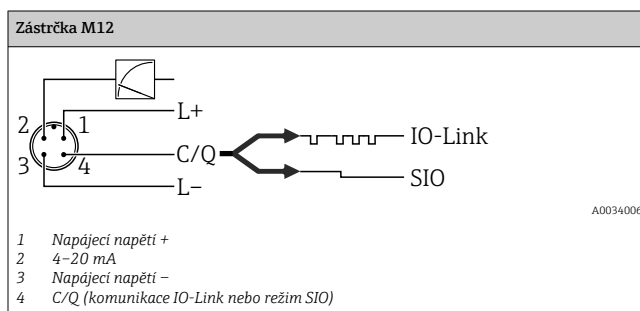 Zástrčka M12
L+
2 1
C/Q
IO-Link
3 4
L–
SIO
A0034006
1 Napájecí napětí +
2 4–20 mA
3 Napájecí napětí –
4 C/Q (komunikace IO-Link nebo režim SIO)